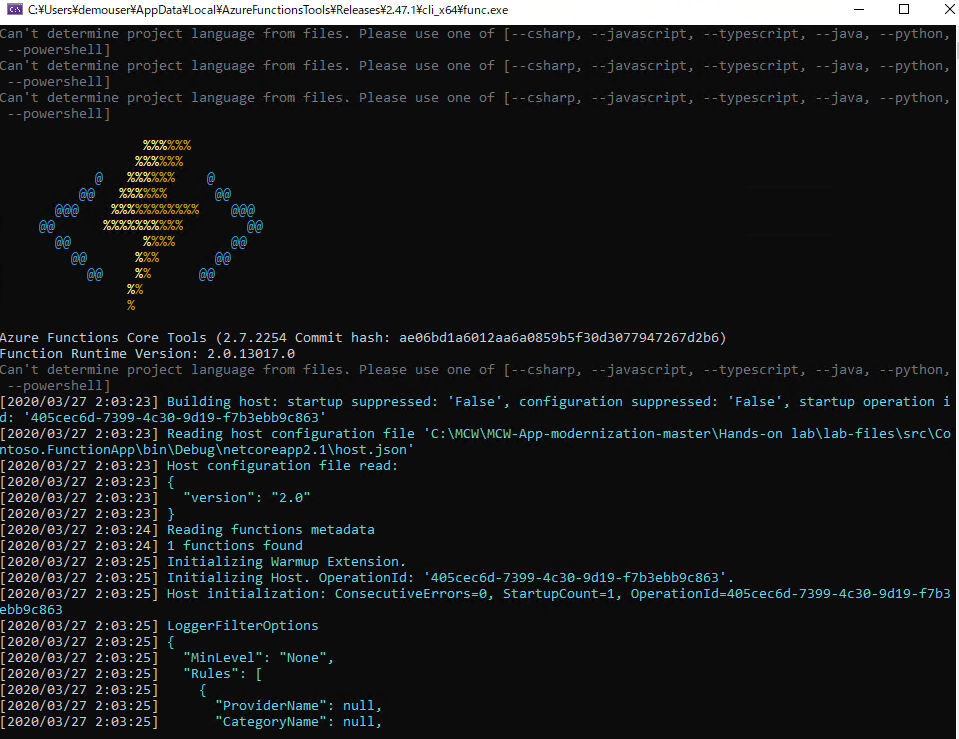 C:¥Users¥demouser¥AppData¥Local¥AzureFunctionsTools¥Releases¥2.47.1¥cli_x64¥func.exe
Can't determine project language from files. Please use one of [--csharp, --javascript, --typescript, --java, --python,
 --powershell]
Can't determine project language from files. Please use one of [--csharp, --javascript, --typescript, --java, --python,
 --powershell]
Can't determine project language from files. Please use one of [--csharp, --javascript, --typescript, --java, --python,
 --powershell]
                  %%%%%%
                 %%%%%%
            @   %%%%%%    @
          @@   %%%%%%      @@
       @@@    %%%%%%%%%%%    @@@
     @@      %%%%%%%%%%        @@
       @@         %%%%       @@
         @@      %%%       @@
           @@    %%      @@
                %%
                %
Azure Functions Core Tools (2.7.2254 Commit hash: ae06bd1a6012aa6a0859b5f30d3077947267d2b6)
Function Runtime Version: 2.0.13017.0
Can't determine project language from files. Please use one of [--csharp, --javascript, --typescript, --java, --python,
 --powershell]
[2020/03/27 2:03:23] Building host: startup suppressed: 'False', configuration suppressed: 'False', startup operation i
d: '405cec6d-7399-4c30-9d19-f7b3ebb9c863'
[2020/03/27 2:03:23] Reading host configuration file 'C:\MCW\MCW-App-modernization-master\Hands-on lab\lab-files\src\Co
ntoso.FunctionApp\bin\Debug\netcoreapp2.1\host.json'
[2020/03/27 2:03:23] Host configuration file read:
[2020/03/27 2:03:23] {
[2020/03/27 2:03:23]   "version": "2.0"
[2020/03/27 2:03:23] }
[2020/03/27 2:03:24] Reading functions metadata
[2020/03/27 2:03:24] 1 functions found
[2020/03/27 2:03:25] Initializing Warmup Extension.
[2020/03/27 2:03:25] Initializing Host. OperationId: '405cec6d-7399-4c30-9d19-f7b3ebb9c863'.
[2020/03/27 2:03:25] Host initialization: ConsecutiveErrors=0, StartupCount=1, OperationId=405cec6d-7399-4c30-9d19-f7b3
ebb9c863
[2020/03/27 2:03:25] LoggerFilterOptions
[2020/03/27 2:03:25] {
[2020/03/27 2:03:25]   "MinLevel": "None",
[2020/03/27 2:03:25]   "Rules": [
[2020/03/27 2:03:25]     {
[2020/03/27 2:03:25]       "ProviderName": null,
[2020/03/27 2:03:25]       "CategoryName": null,